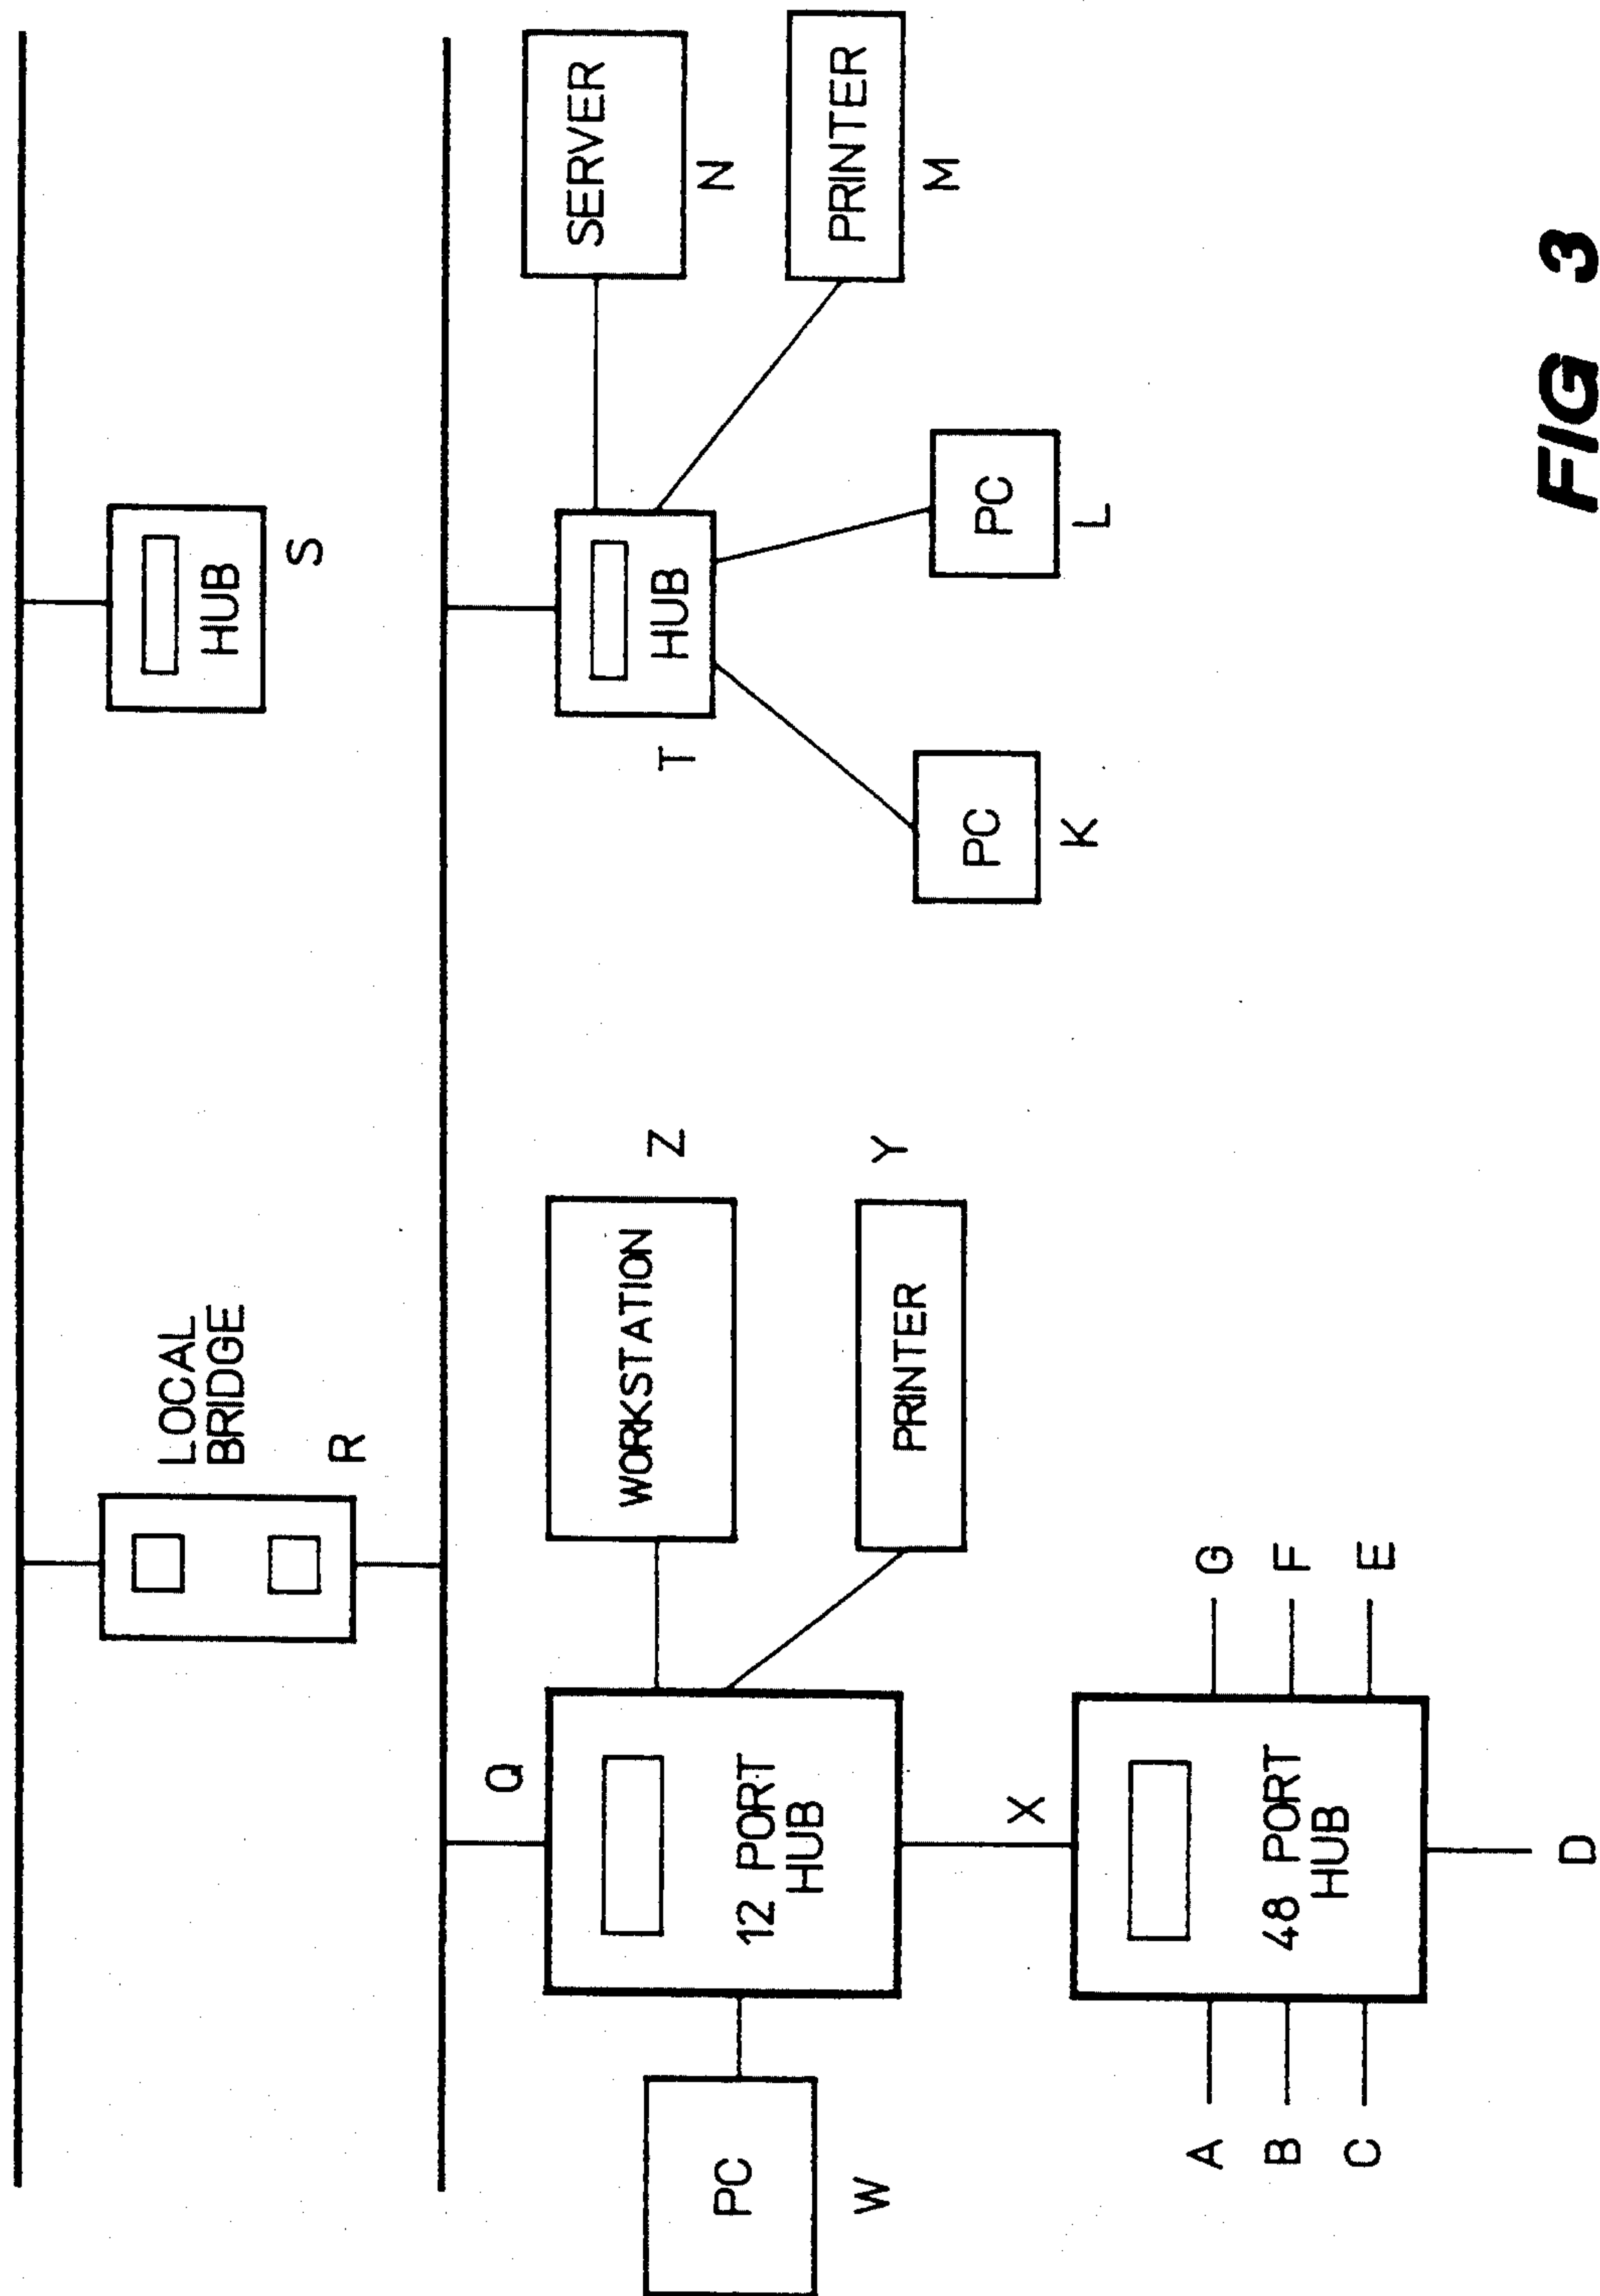 LOCAL
BRIDGE
R
HUB
S
Q
12 PORT
HUB
WORKSTATION
Z
PRINTER
Y
PC
W
X
48 PORT
HUB
A
B
C
D
G
F
E
T
HUB
SERVER
N
PRINTER
M
PC
L
PC
K
FIG 3